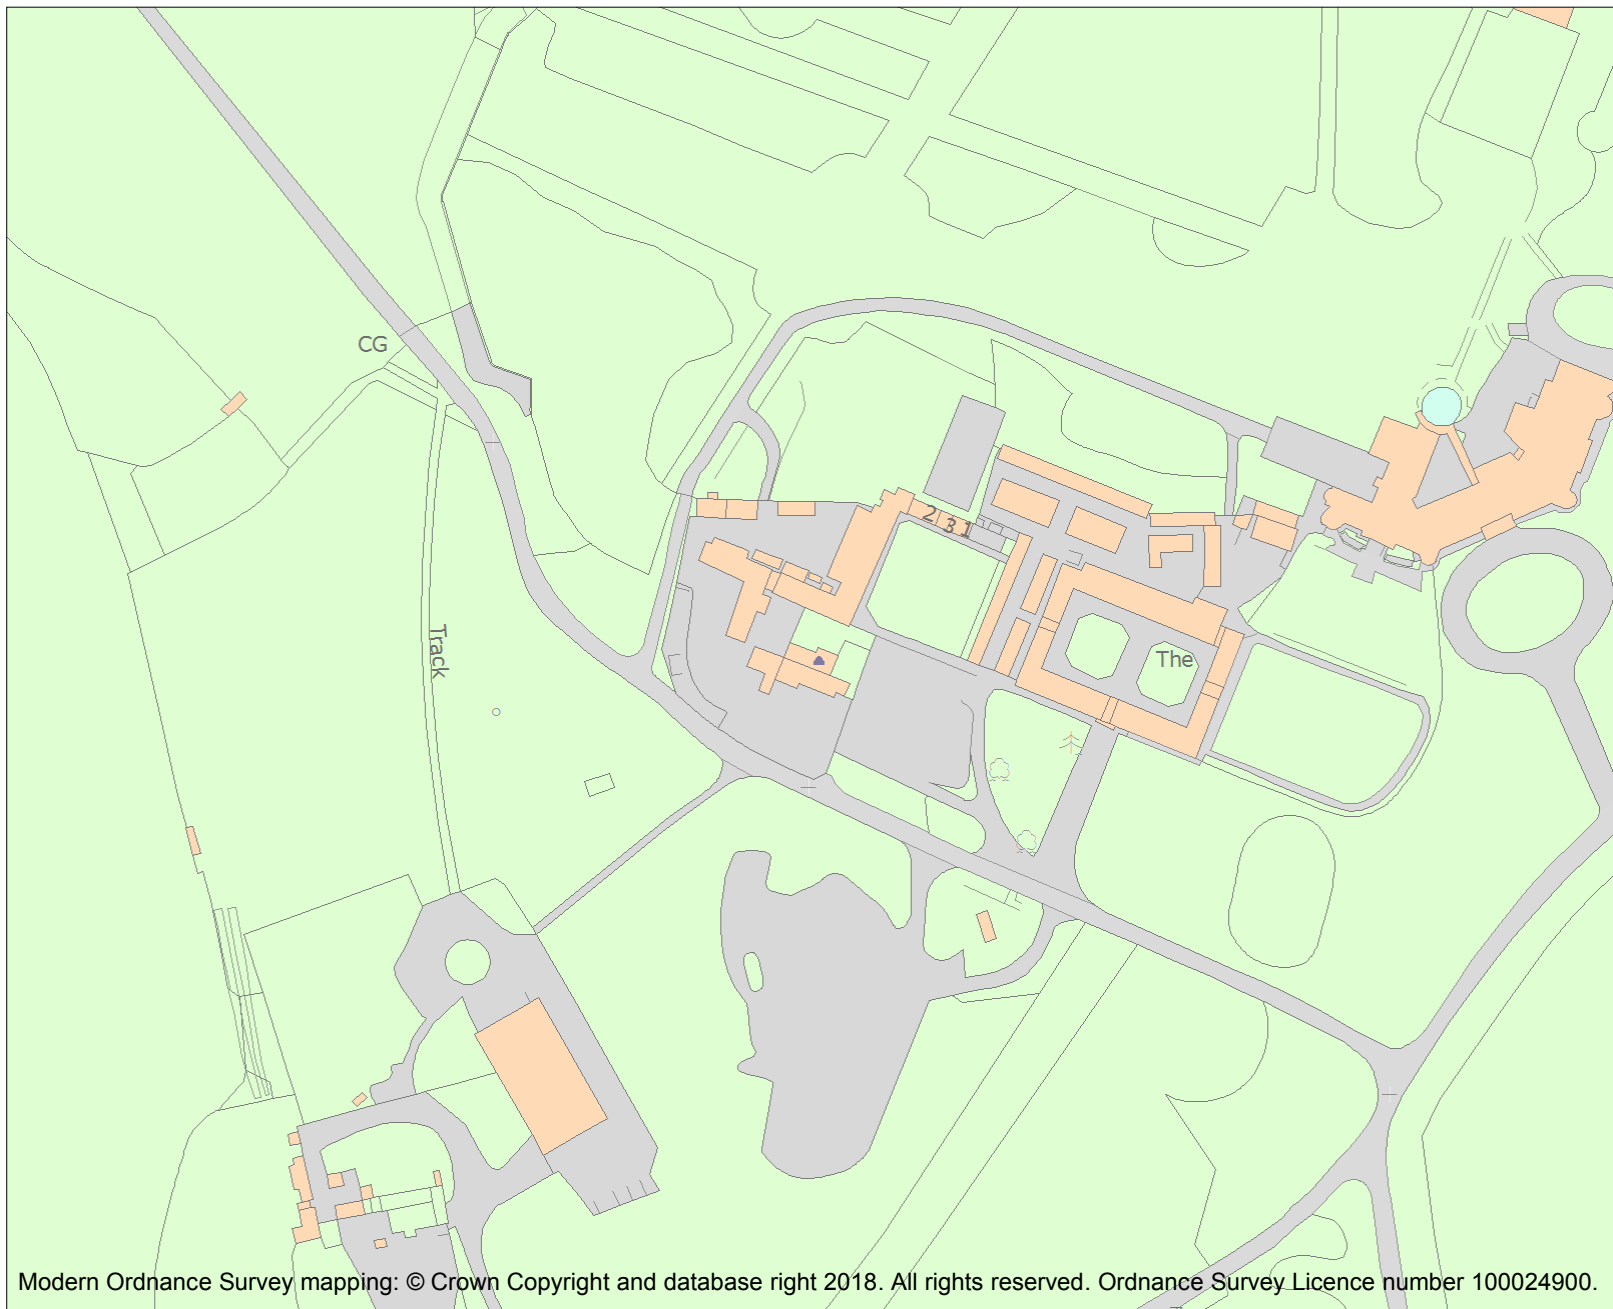 CG
2
3
1
Track
The
Modern Ordnance Survey mapping: © Crown Copyright and database right 2018. All rights reserved. Ordnance Survey Licence number 100024900.